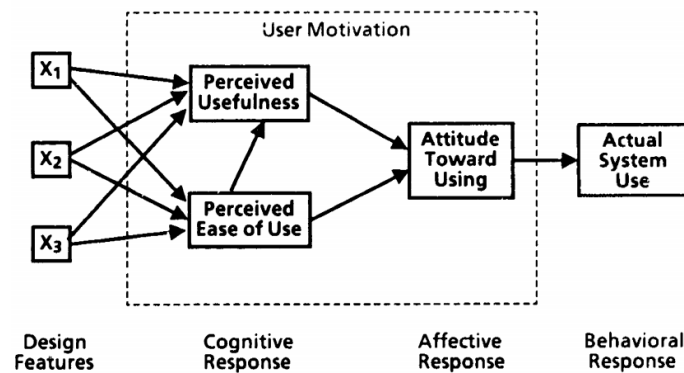 User Motivation
X1
Perceived
Usefulness
X2
Attitude
Toward
Using
Actual
System
Use
X3
Perceived
Ease of Use
Design
Features
Cognitive
Response
Affective
Response
Behavioral
Response